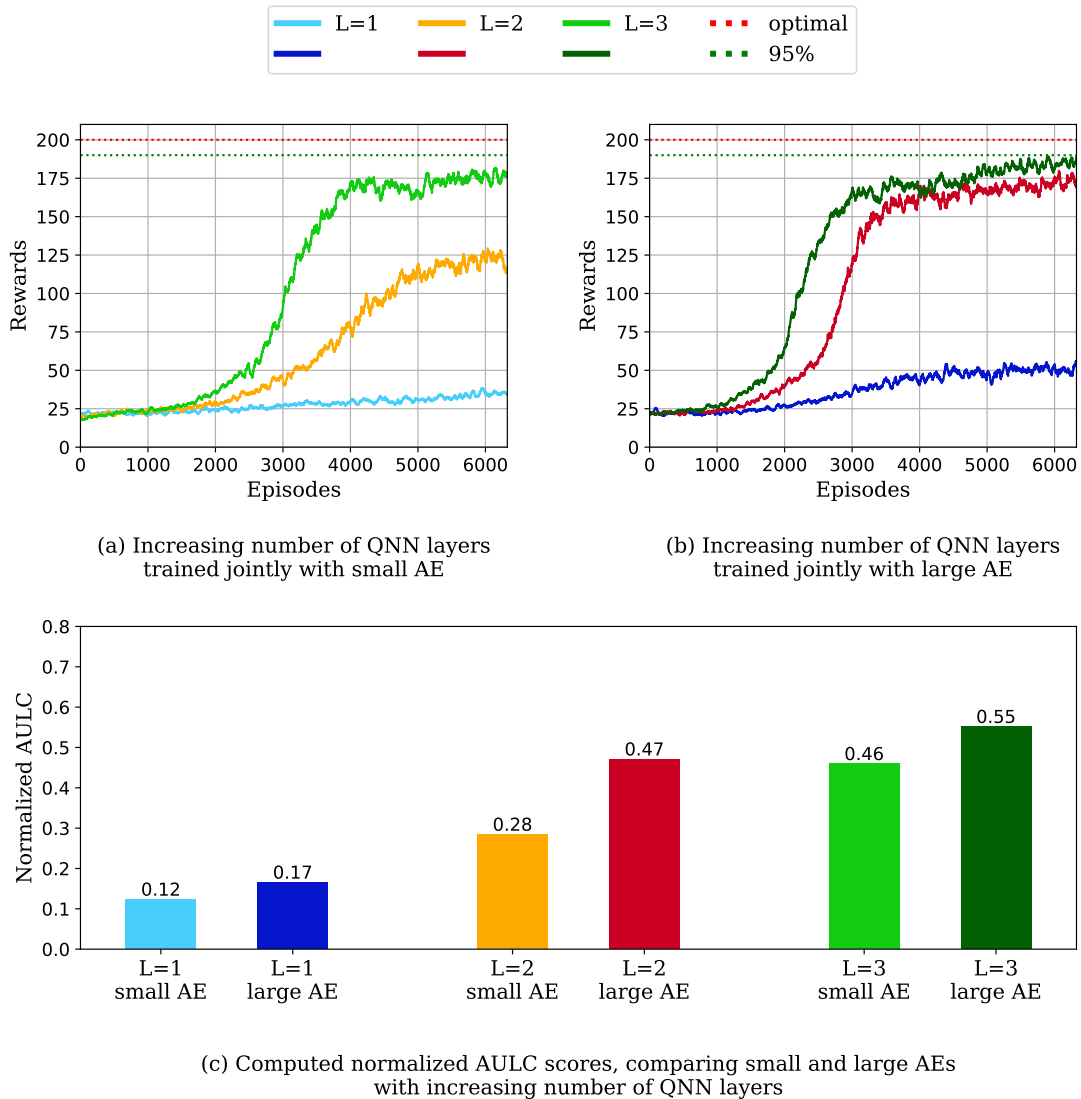 L=1 L=2 L=3 optimal
95%
200
175
150
125
100
75
50
25
0
Rewards
0 1000 2000 3000 4000 5000 6000
Episodes
(a) Increasing number of QNN layers
trained jointly with small AE
200
175
150
125
100
75
50
25
0
Rewards
0 1000 2000 3000 4000 5000 6000
Episodes
(b) Increasing number of QNN layers
trained jointly with large AE
0.8
0.7
0.6
0.5
0.4
0.3
0.2
0.1
0.0
Normalized AULC
0.12 0.17 0.28 0.47 0.46 0.55
L=1 L=1 L=2 L=2 L=3 L=3
small AE large AE small AE large AE small AE large AE
(c) Computed normalized AULC scores, comparing small and large AEs
with increasing number of QNN layers